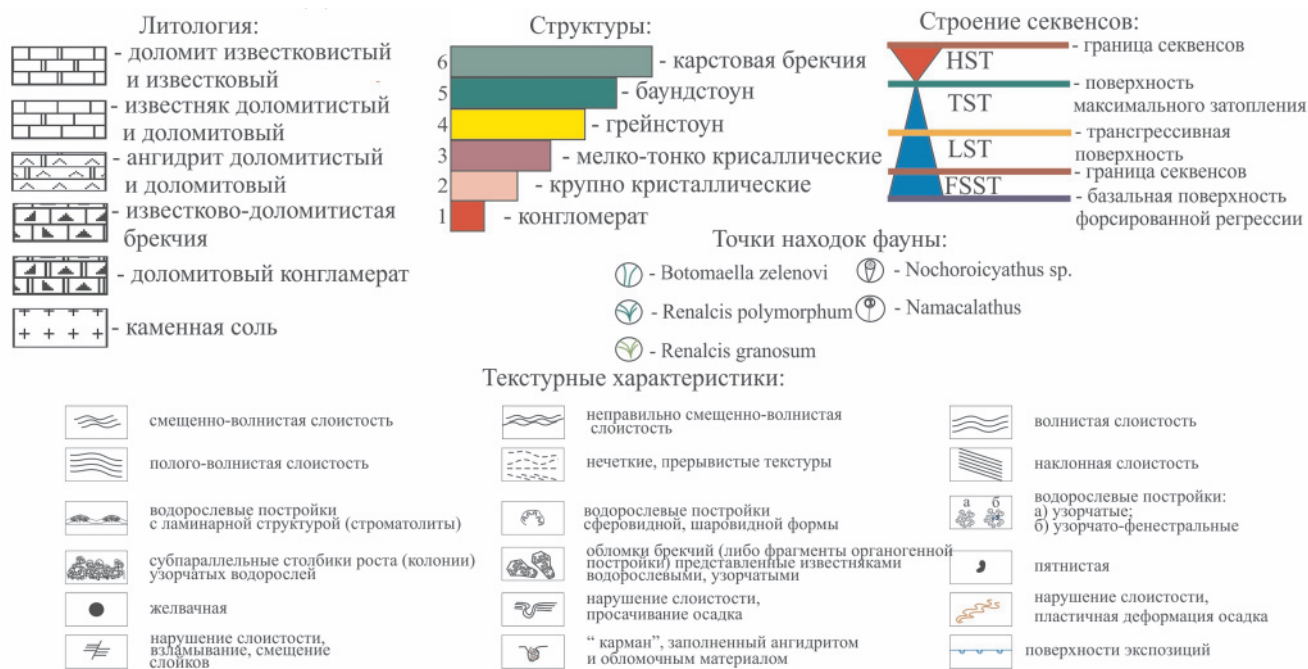 Литология:
- доломит известковистый
и известковый
- известняк доломитистый
и доломитовый
- ангидрит доломитистый
и доломитовый
- известково-доломитистая
брекчия
- доломитовый конгламерат
- каменная соль
Структуры:
6
- карстовая брекчия
5
- баундстоун
4
- грейнстоун
3
- мелко-тонко крисаллические
2
- крупно кристаллические
1
- конгломерат
Строение секвенсов:
- граница секвенсов
HST
- поверхность
максимального затопления
TST
- трансгрессивная
поверхность
LST
- граница секвенсов
FSST
- базальная поверхность
форсированной регрессии
Точки находок фауны:
- Botomaella zelenovi
- Nochoroicyathus sp.
- Renalcis polymorphum
- Namacalathus
- Renalcis granosum
Текстурные характеристики:
смещенно-волнистая слоистость
неправильно смещенно-волнистая
слоистость
волнистая слоистость
полого-волнистая слоистость
нечеткие, прерывистые текстуры
наклонная слоистость
водорослевые постройки
с ламинарной структурой (строматолиты)
водорослевые постройки
сферовидной, шаровидной формы
а б
водорослевые постройки:
а) узорчатые;
б) узорчато-фенестральные
субпараллельные столбики роста (колонии)
узорчатых водорослей
обломки брекчий (либо фрагменты органогенной
постройки) представленные известняками
водорослевыми, узорчатыми
пятнистая
желвачная
нарушение слоистости,
просачивание осадка
нарушение слоистости,
пластичная деформация осадка
нарушение слоистости,
взламывание, смещение
слойков
“ карман”, заполненный ангидритом
и обломочным материалом
поверхности экспозиций